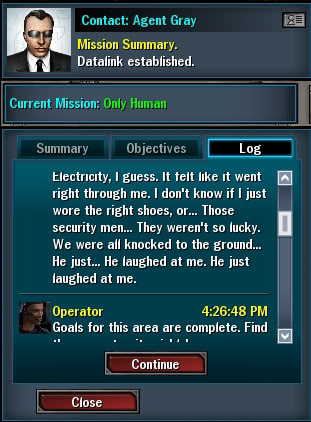 Contact: Agent Gray
Mission Summary.
Datalink established.
Current Mission: Only Human
Summary
Objectives
Log
Electricity, I guess. It felt like it went
right through me. I don't know if I just
wore the right shoes, or... Those
security men... They weren't so lucky.
We were all knocked to the ground...
He just... He laughed at me. He just
laughed at me.
Operator 4:26:48 PM
Goals for this area are complete. Find
Continue
Close